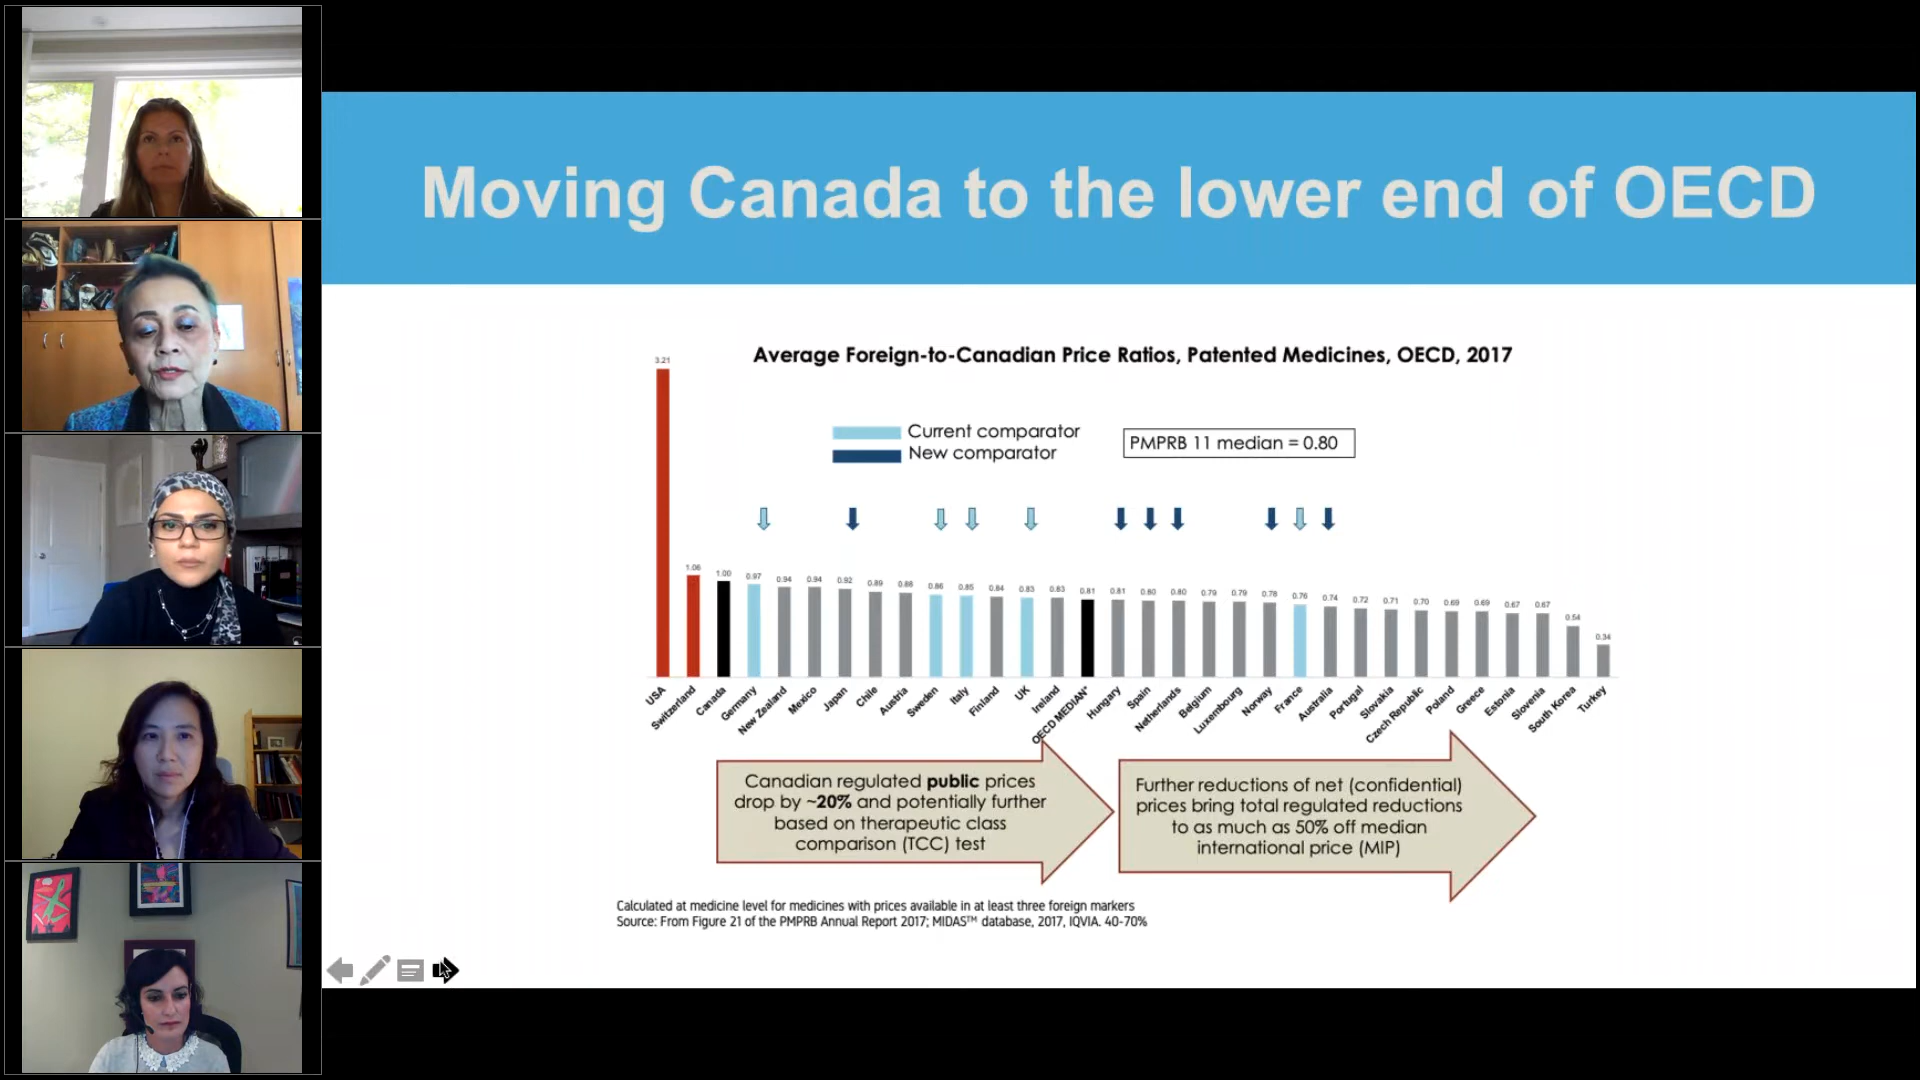 Moving Canada to the lower end of OECD
Average Foreign-to-Canadian Price Ratios, Patented Medicines, OECD, 2017
Current comparator
New comparator
PMPRB 11 median = 0.80
3.21
1.06
1.00
0.97
0.94
0.94
0.92
0.89
0.88
0.86
0.85
0.84
0.83
0.83
0.81
0.81
0.80
0.80
0.79
0.79
0.78
0.76
0.74
0.72
0.71
0.70
0.69
0.69
0.67
0.67
0.54
0.34
USA
Switzerland
Canada
Germany
New Zealand
Mexico
Japan
Chile
Austria
Sweden
Italy
Finland
UK
Ireland
OECD MEDIAN*
Hungary
Spain
Netherlands
Belgium
Luxembourg
Norway
France
Australia
Portugal
Slovakia
Czech Republic
Poland
Greece
Estonia
Slovenia
South Korea
Turkey
Canadian regulated public prices
drop by ~20% and potentially further
based on therapeutic class
comparison (TCC) test
Further reductions of net (confidential)
prices bring total regulated reductions
to as much as 50% off median
international price (MIP)
Calculated at medicine level for medicines with prices available in at least three foreign markers
Source: From Figure 21 of the PMPRB Annual Report 2017; MIDAS™ database, 2017, IQVIA. 40-70%